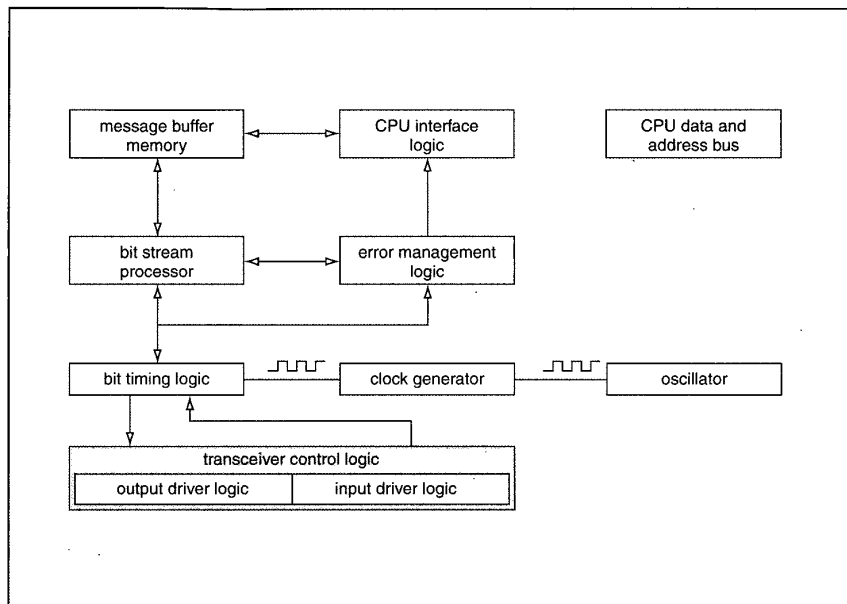 message buffer
memory
CPU interface
logic
CPU data and
address bus
bit stream
processor
error management
logic
bit timing logic
clock generator
oscillator
transceiver control logic
output driver logic
input driver logic